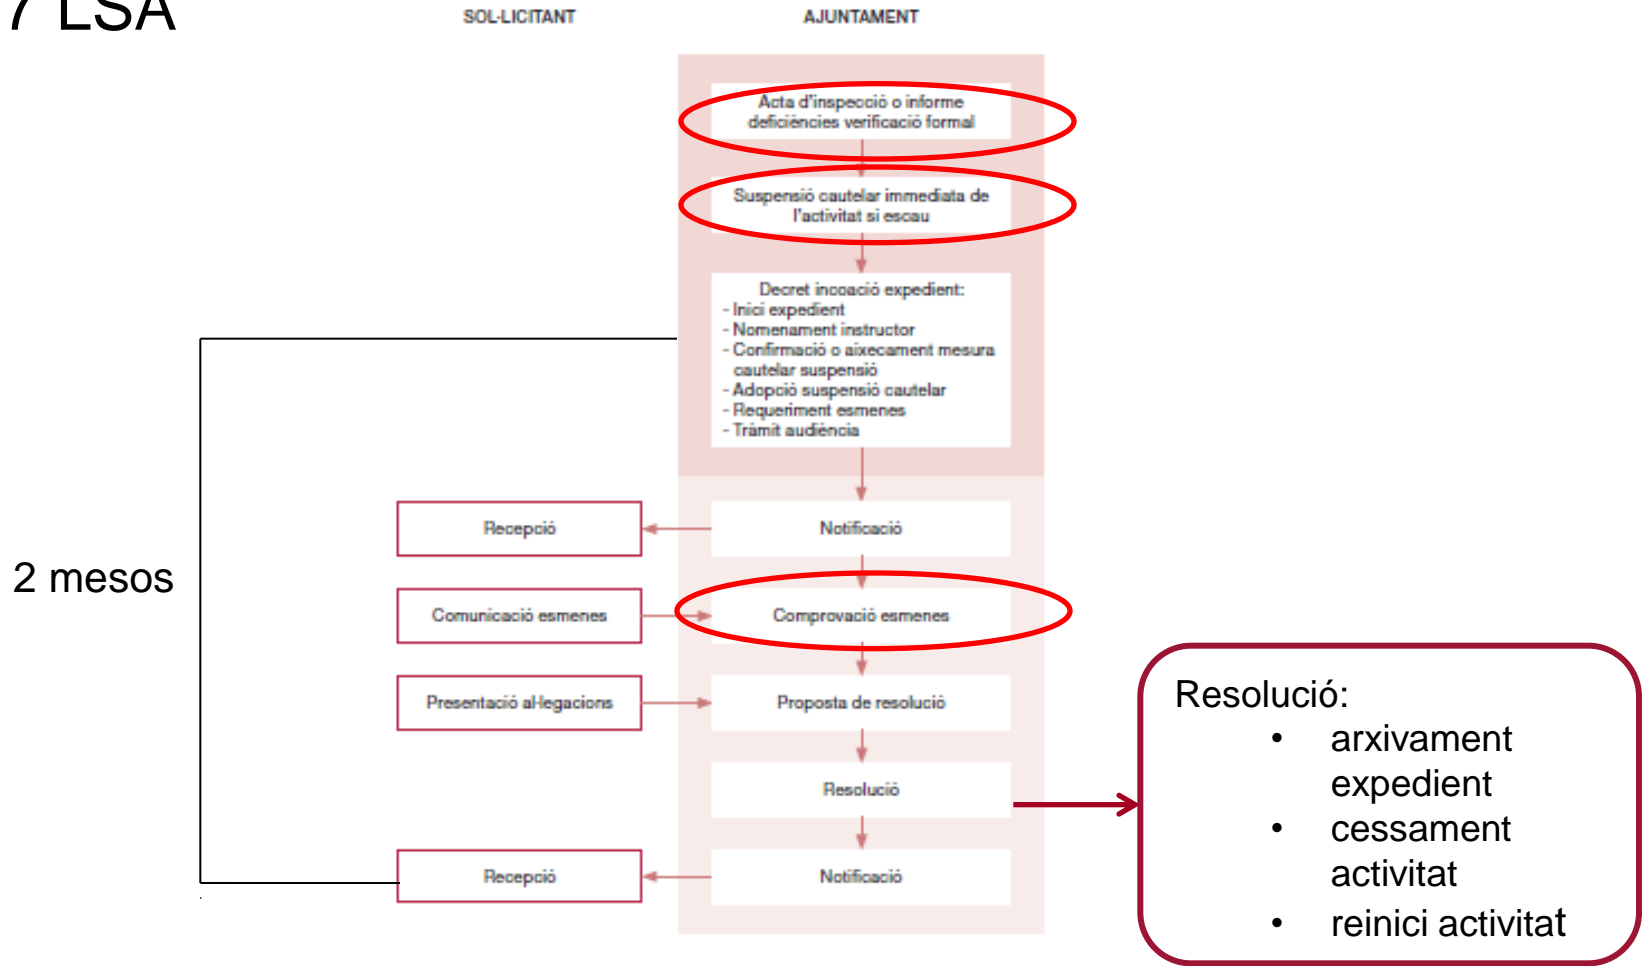 7 LSA
SOL·LICITANT
AJUNTAMENT
Acta d'inspecció o informe
deficiències verificació formal
Suspensió cautelar immediata de
l'activitat si escau
Decret incoació expedient:
- Inici expedient
- Nomenament instructor
- Confirmació o aixecament mesura
cautelar suspensió
- Adopció suspensió cautelar
- Requeriment esmenes
- Tràmit audiència
Recepció
Notificació
2 mesos
Comunicació esmenes
Comprovació esmenes
Presentació al·legacions
Proposta de resolució
Resolució
Recepció
Notificació
Resolució:
• arxivament
expedient
• cessament
activitat
• reinici activitat